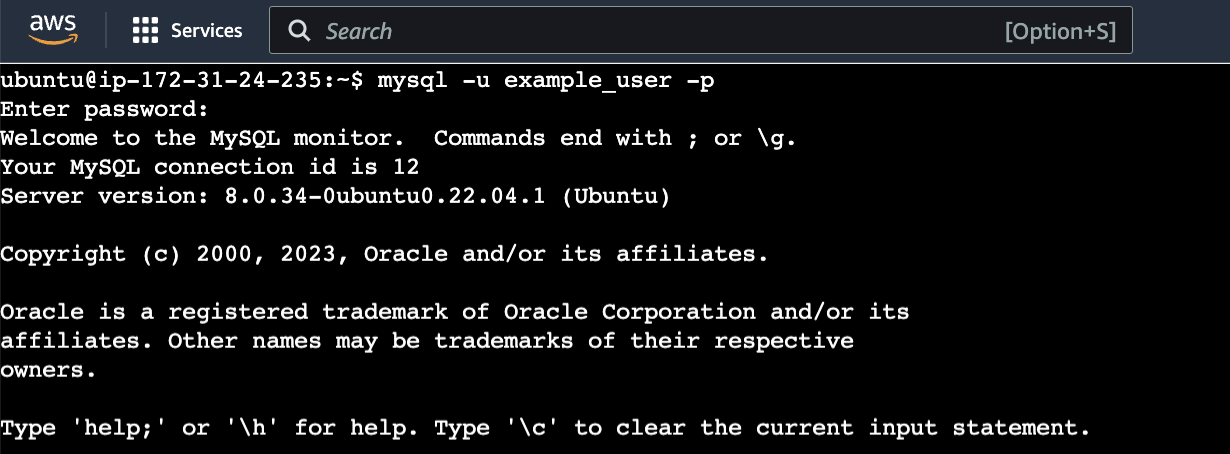 aws Services Search [Option+S]
ubuntu@ip-172-31-24-235:~$ mysql -u example_user -p
Enter password:
Welcome to the MySQL monitor.  Commands end with ; or \g.
Your MySQL connection id is 12
Server version: 8.0.34-0ubuntu0.22.04.1 (Ubuntu)
Copyright (c) 2000, 2023, Oracle and/or its affiliates.
Oracle is a registered trademark of Oracle Corporation and/or its
affiliates. Other names may be trademarks of their respective
owners.
Type 'help;' or '\h' for help. Type '\c' to clear the current input statement.